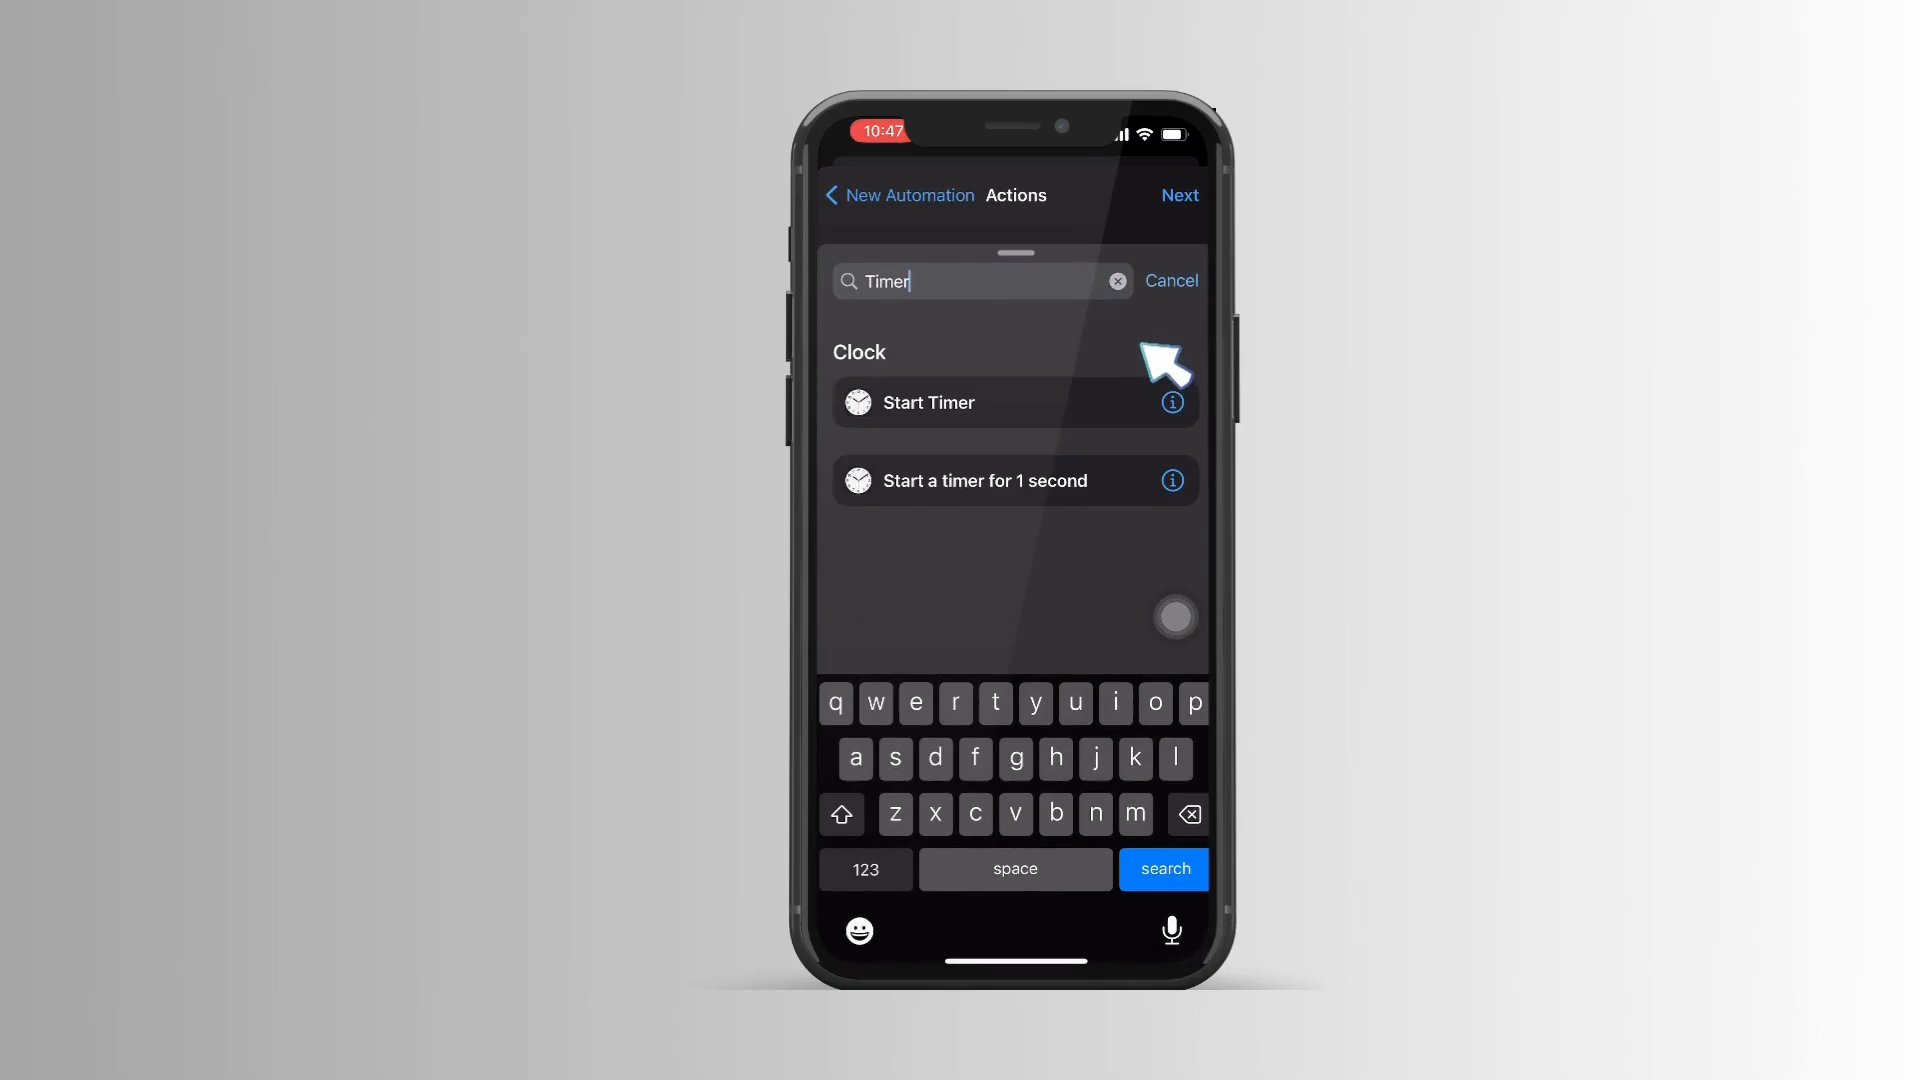 10:47
New Automation Actions Next
Timer Cancel
Clock
Start Timer
Start a timer for 1 second
q w e r t y u i o p
a s d f g h j k l
z x c v b n m
123 space search